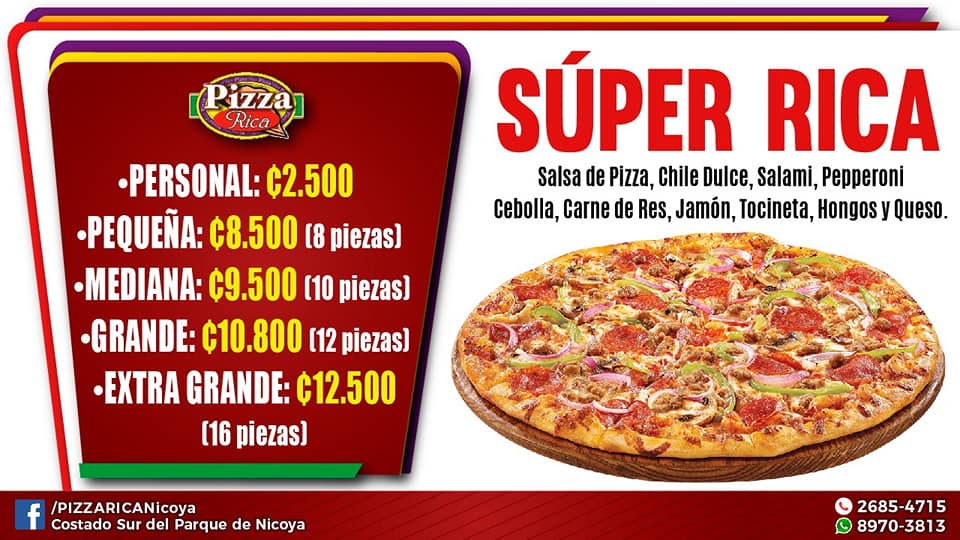 Pizza
Rica
•PERSONAL: ¢2.500
•PEQUEÑA: ¢8.500 (8 piezas)
•MEDIANA: ¢9.500 (10 piezas)
•GRANDE: ¢10.800 (12 piezas)
•EXTRA GRANDE: ¢12.500
(16 piezas)
SÚPER RICA
Salsa de Pizza, Chile Dulce, Salami, Pepperoni
Cebolla, Carne de Res, Jamón, Tocineta, Hongos y Queso.
f /PIZZARICANicoya
Costado Sur del Parque de Nicoya
2685-4715
8970-3813